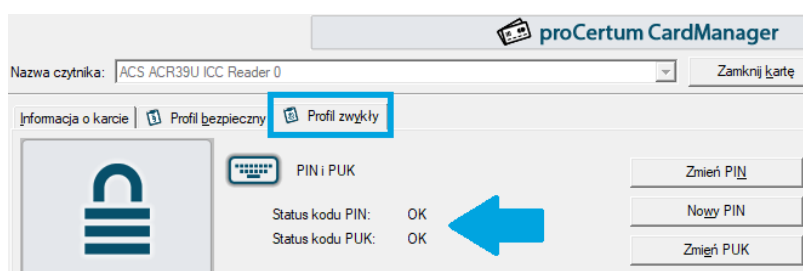 proCertum CardManager
Nazwa czytnika: ACS ACR39U ICC Reader 0 Zamknij kartę
Informacja o karcie Profil bezpieczny Profil zwykły
PIN i PUK Zmień PIN
Status kodu PIN: OK Nowy PIN
Status kodu PUK: OK Zmień PUK